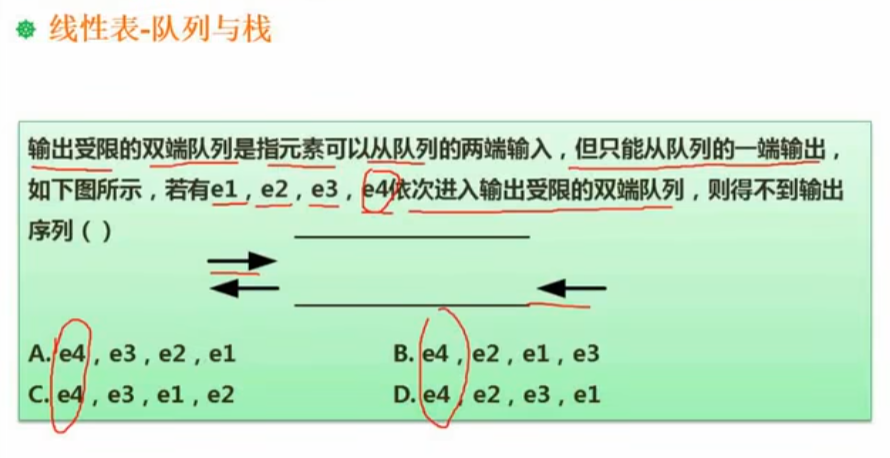 线性表-队列与栈
输出受限的双端队列是指元素可以从队列的两端输入，但只能从队列的一端输出，
如下图所示，若有e1，e2，e3，e4依次进入输出受限的双端队列，则得不到输出
序列（ ）
A. e4，e3，e2，e1 B. e4，e2，e1，e3
C. e4，e3，e1，e2 D. e4，e2，e3，e1